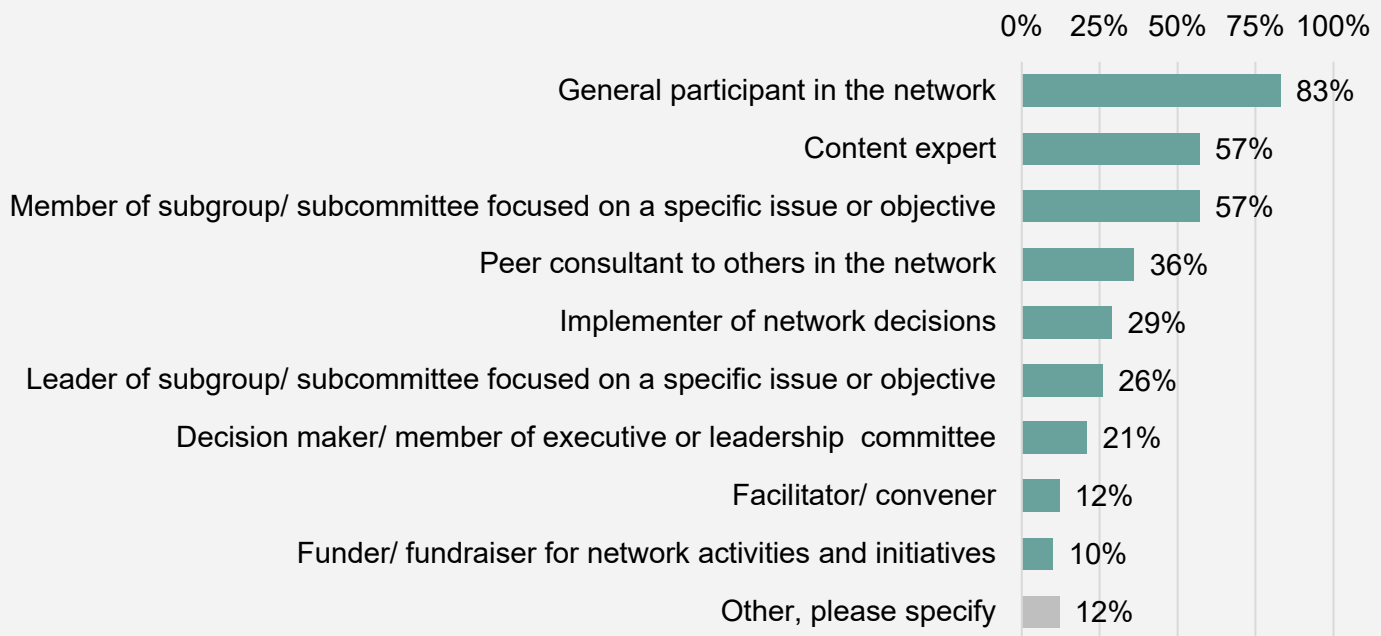 0% 25% 50% 75% 100%
General participant in the network 83%
Content expert 57%
Member of subgroup/ subcommittee focused on a specific issue or objective 57%
Peer consultant to others in the network 36%
Implementer of network decisions 29%
Leader of subgroup/ subcommittee focused on a specific issue or objective 26%
Decision maker/ member of executive or leadership  committee 21%
Facilitator/ convener 12%
Funder/ fundraiser for network activities and initiatives 10%
Other, please specify 12%